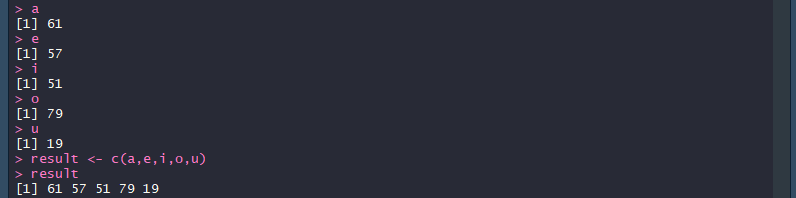 > a
[1] 61
> e
[1] 57
> i
[1] 51
> o
[1] 79
> u
[1] 19
> result <- c(a,e,i,o,u)
> result
[1] 61 57 51 79 19